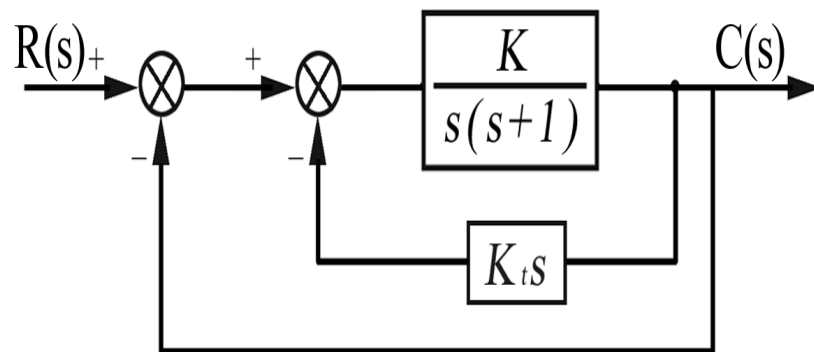 R(s) + + K C(s)
s(s+1)
− −
Kts